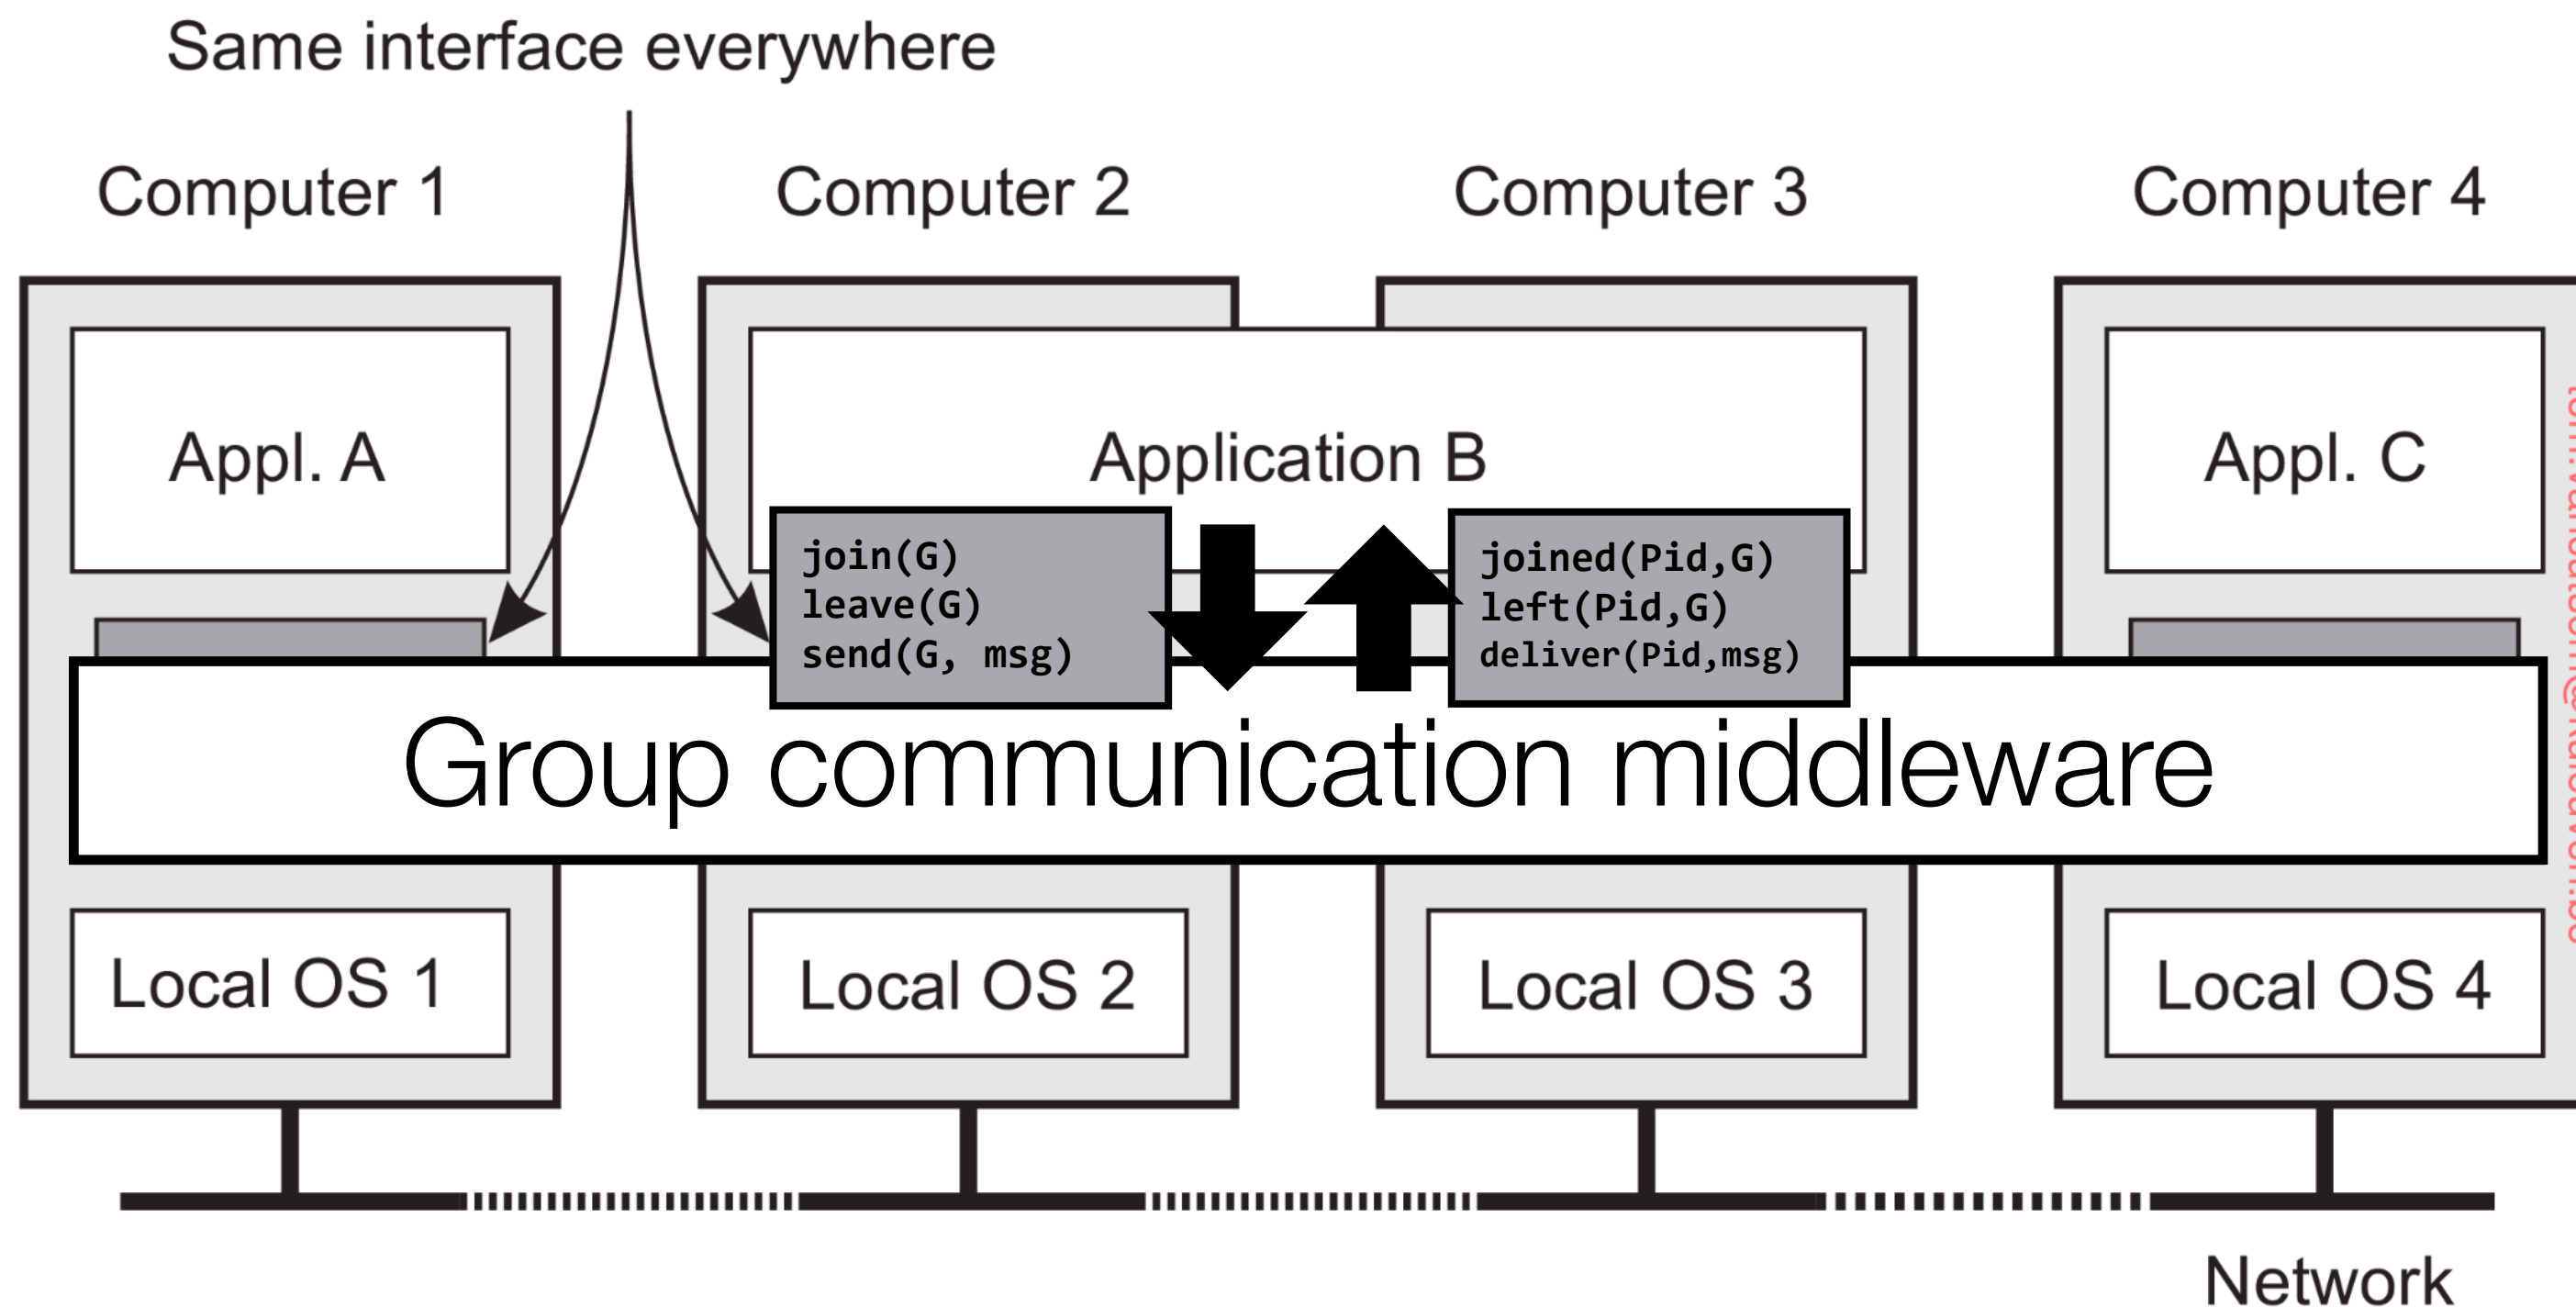 Same interface everywhere
Computer 1
Computer 2
Computer 3
Computer 4
Appl. A
Application B
Appl. C
join(G)
leave(G)
send(G, msg)
joined(Pid,G)
left(Pid,G)
deliver(Pid,msg)
Group communication middleware
Local OS 1
Local OS 2
Local OS 3
Local OS 4
Network